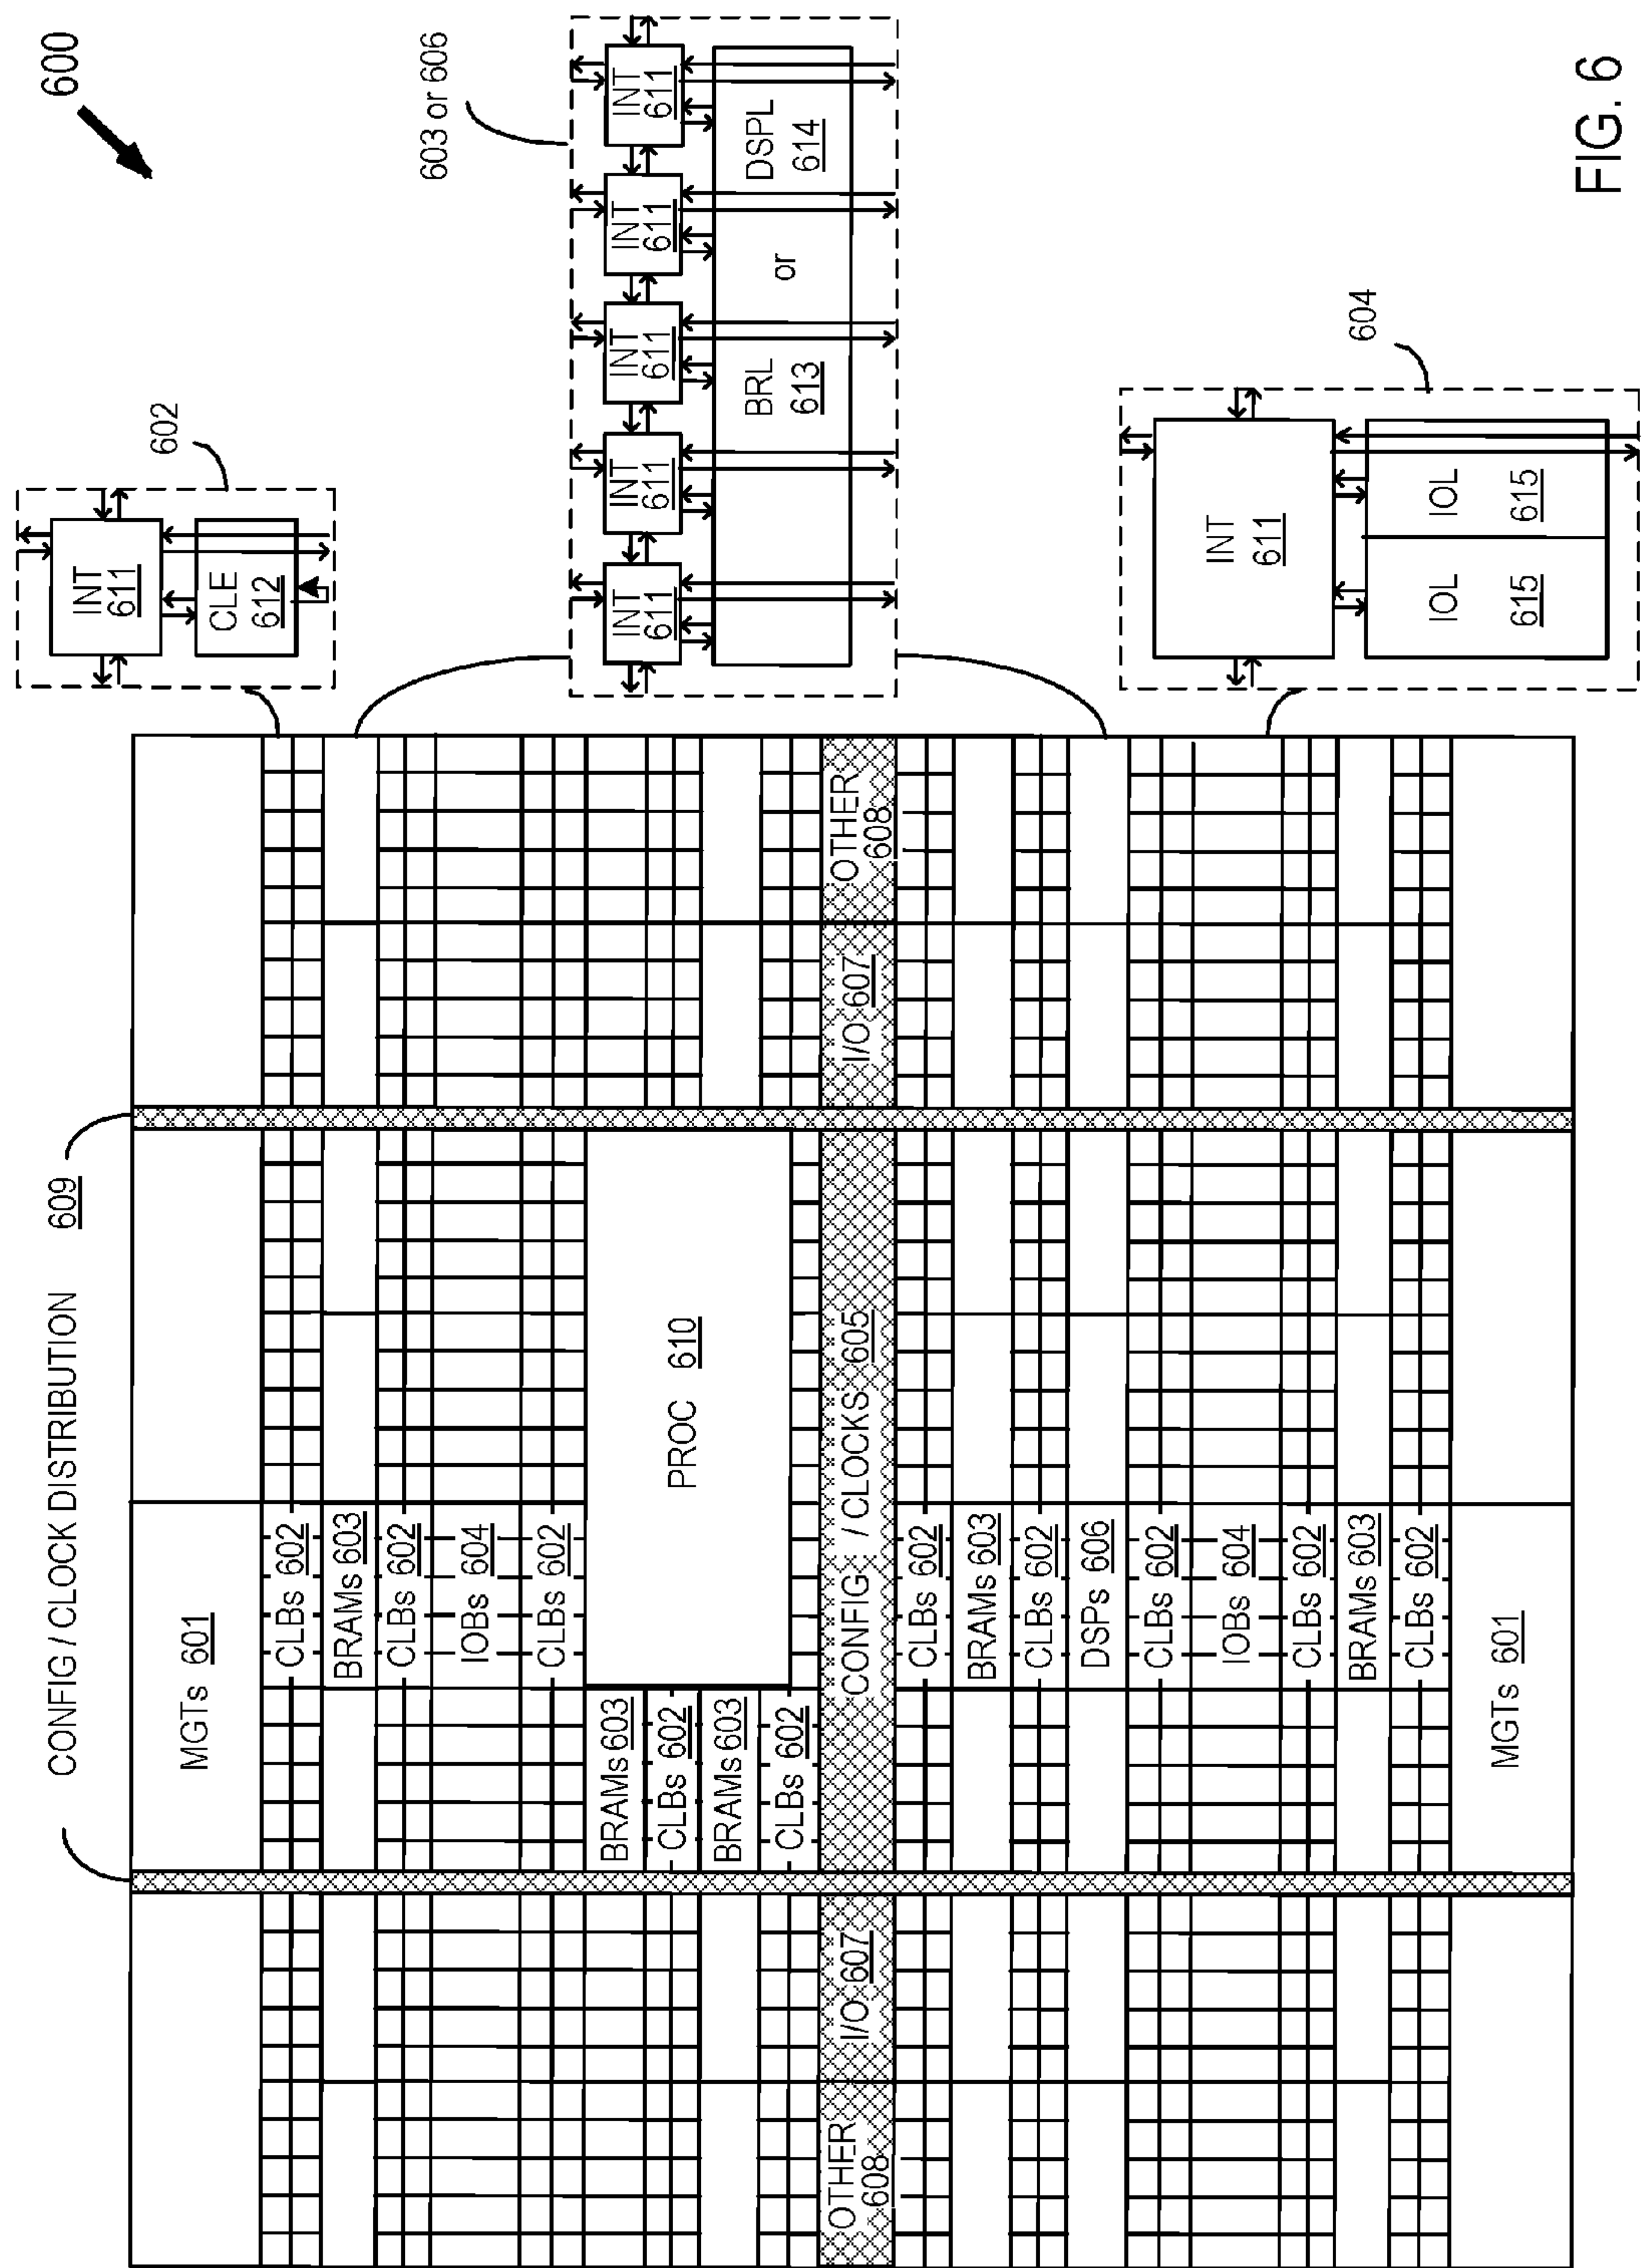 600
CONFIG / CLOCK DISTRIBUTION 609
MGTs 601
CLBs 602
BRAMs 603
CLBs 602
IOBs 604
CLBs 602
BRAMs 603
CLBs 602
BRAMs 603
CLBs 602
PROC 610
OTHER
608
I/O 607
CONFIG / CLOCKS 605
I/O 607
OTHER
608
CLBs 602
BRAMs 603
CLBs 602
DSPs 606
CLBs 602
IOBs 604
CLBs 602
BRAMs 603
CLBs 602
MGTs 601
602
INT
611
CLE
612
603 or 606
INT
611
INT
611
INT
611
INT
611
INT
611
BRL
613
or
DSPL
614
604
INT
611
IOL
615
IOL
615
FIG. 6